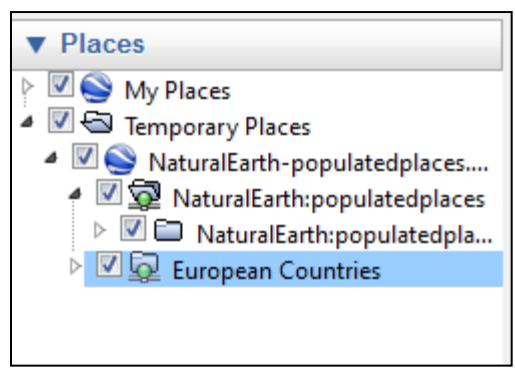 Places
My Places
Temporary Places
NaturalEarth-populatedplaces....
NaturalEarth:populatedplaces
NaturalEarth:populatedpla...
European Countries